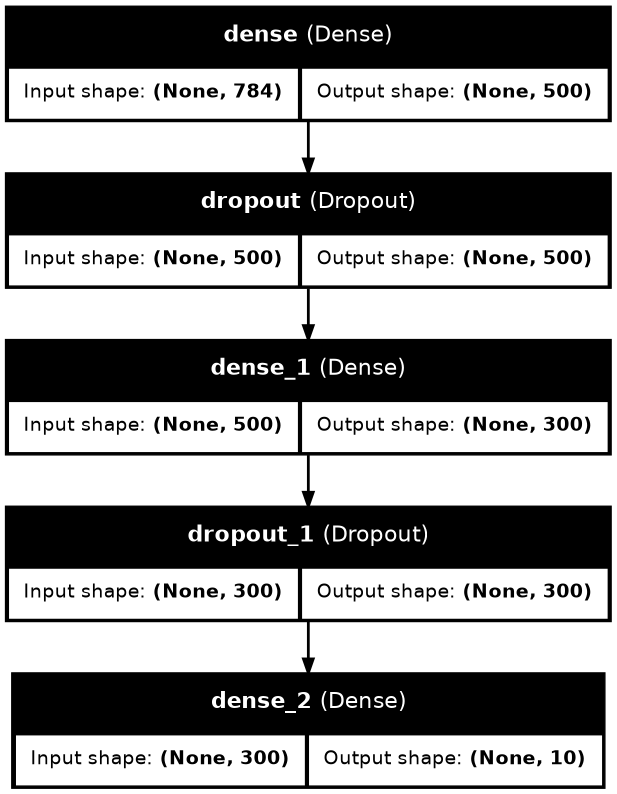 dense (Dense)
Input shape: (None, 784) Output shape: (None, 500)
dropout (Dropout)
Input shape: (None, 500) Output shape: (None, 500)
dense_1 (Dense)
Input shape: (None, 500) Output shape: (None, 300)
dropout_1 (Dropout)
Input shape: (None, 300) Output shape: (None, 300)
dense_2 (Dense)
Input shape: (None, 300) Output shape: (None, 10)